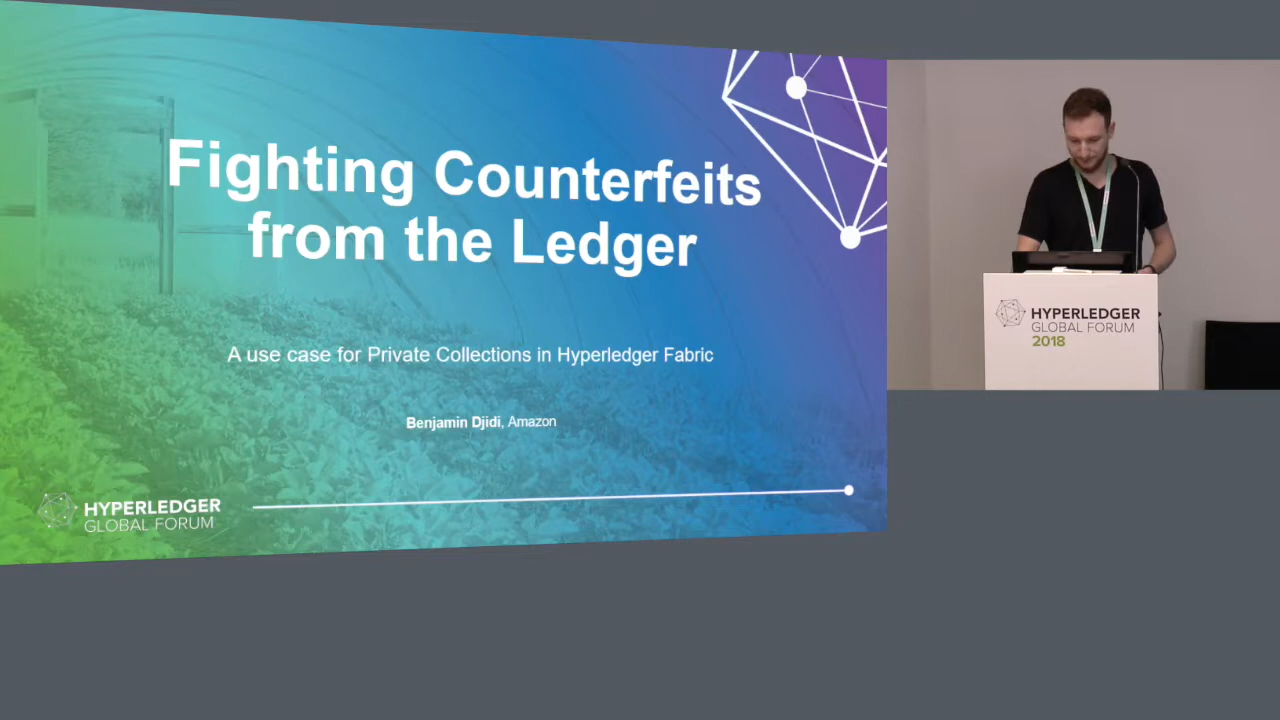 Fighting Counterfeits
from the Ledger
A use case for Private Collections in Hyperledger Fabric
Benjamin Djidi, Amazon
HYPERLEDGER
GLOBAL FORUM
HYPERLEDGER
GLOBAL FORUM
2018